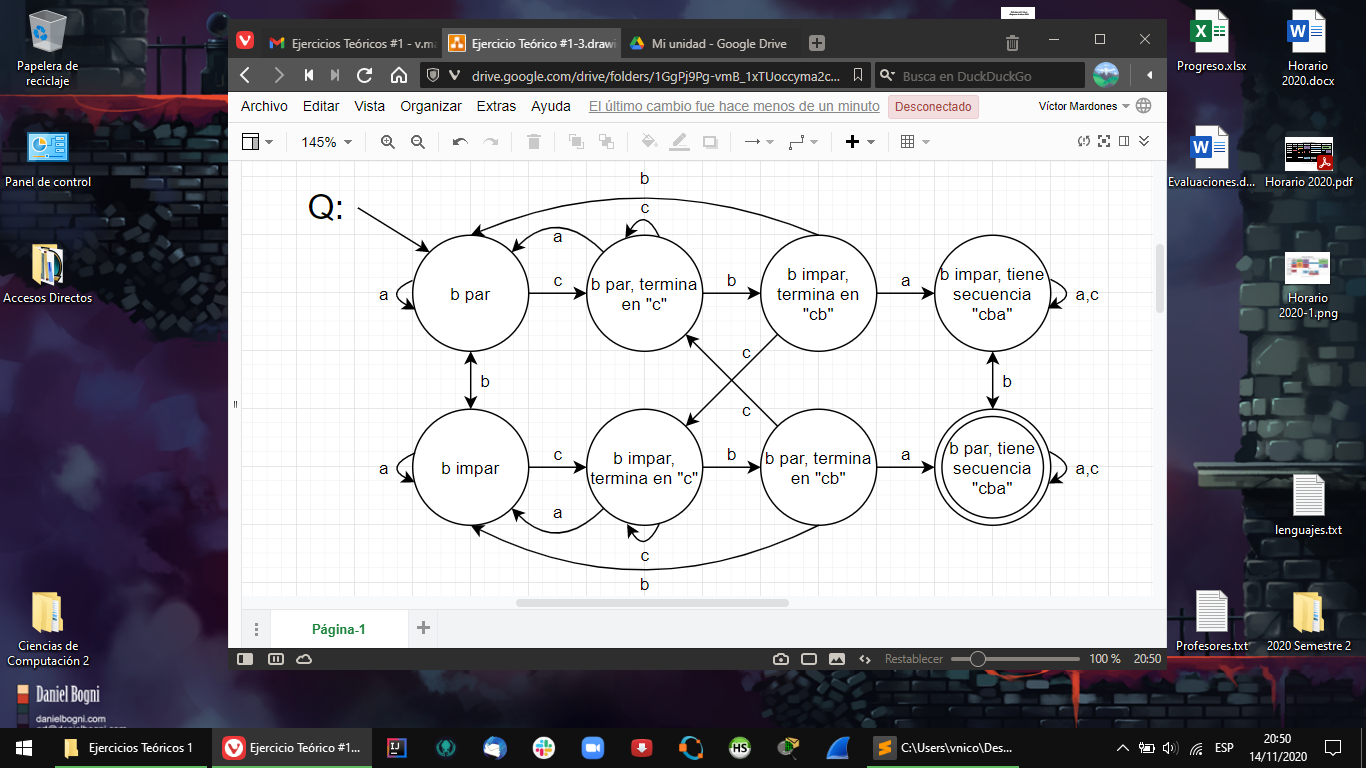 Papelera de
reciclaje
Panel de control
Accesos Directos
Ciencias de
Computación 2
Daniel Bogni
danielbogni.com
Ejercicios Teóricos #1 - v.ma
Ejercicio Teórico #1-3.drawi
Mi unidad - Google Drive
drive.google.com/drive/folders/1GgPj9Pg-vmB_1xTUoccyma2c...
Busca en DuckDuckGo
Archivo Editar Vista Organizar Extras Ayuda El último cambio fue hace menos de un minuto Desconectado Víctor Mardones
145%
Q:
b
c
a
a
b par
c
b par, termina
en "c"
b
b impar,
termina en
"cb"
a
b impar, tiene
secuencia
"cba"
a,c
b
c
c
b
a
b impar
c
b impar,
termina en "c"
b
b par, termina
en "cb"
a
b par, tiene
secuencia
"cba"
a,c
a
c
b
Página-1
Restablecer 100 % 20:50
Progreso.xlsx
Horario
2020.docx
Evaluaciones.d...
Horario 2020.pdf
Horario
2020-1.png
lenguajes.txt
Profesores.txt
2020 Semestre 2
Ejercicios Teóricos 1
Ejercicio Teórico #1...
C:\Users\vnico\Des...
ESP
20:50
14/11/2020